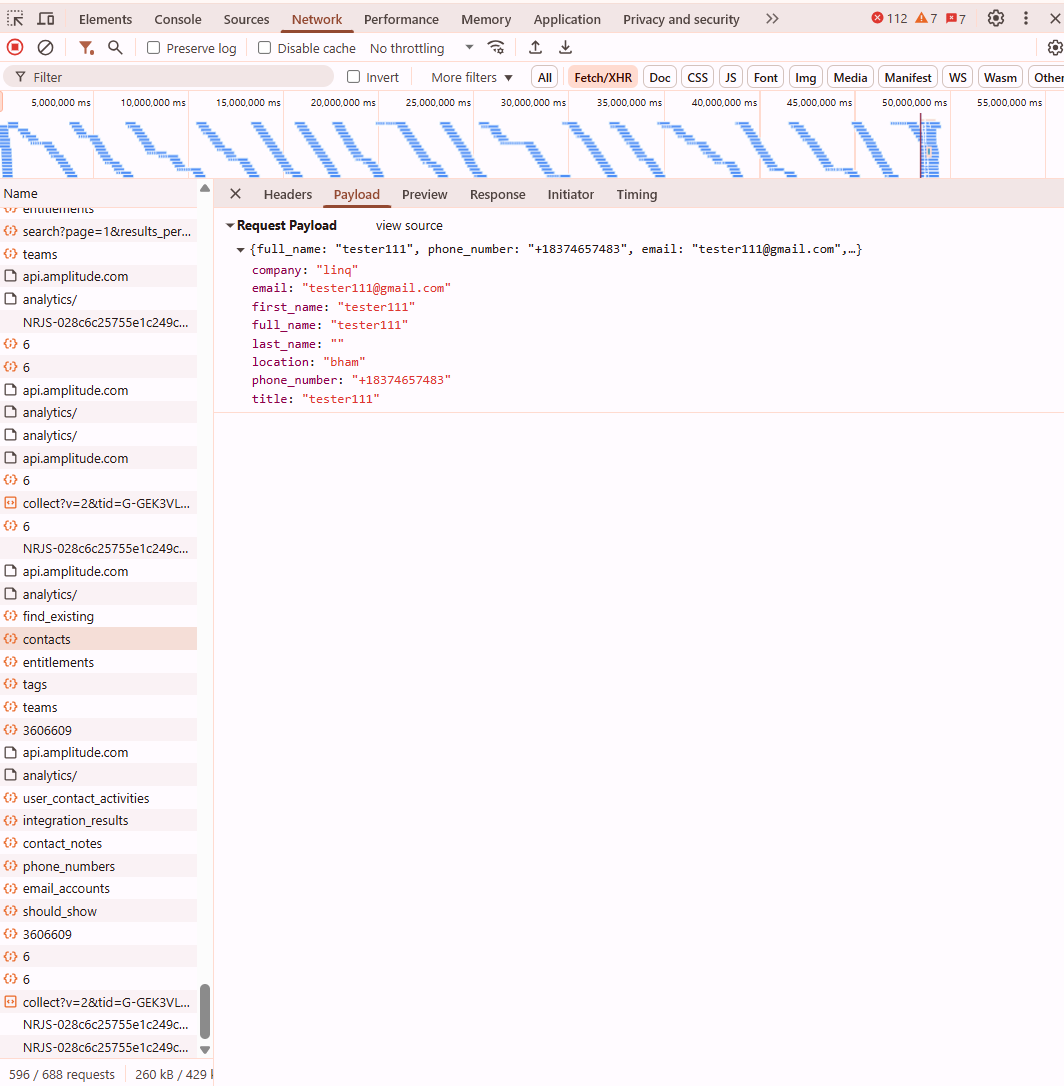 Elements Console Sources Network Performance Memory Application Privacy and security 112 7 7
Preserve log Disable cache No throttling
Filter Invert More filters All Fetch/XHR Doc CSS JS Font Img Media Manifest WS Wasm Other
5,000,000 ms 10,000,000 ms 15,000,000 ms 20,000,000 ms 25,000,000 ms 30,000,000 ms 35,000,000 ms 40,000,000 ms 45,000,000 ms 50,000,000 ms 55,000,000 ms
Name
entitlements
search?page=1&results_per...
teams
api.amplitude.com
analytics/
NRJS-028c6c25755e1c249c...
6
6
api.amplitude.com
analytics/
analytics/
api.amplitude.com
6
collect?v=2&tid=G-GEK3VL...
6
NRJS-028c6c25755e1c249c...
api.amplitude.com
analytics/
find_existing
contacts
entitlements
tags
teams
3606609
api.amplitude.com
analytics/
user_contact_activities
integration_results
contact_notes
phone_numbers
email_accounts
should_show
3606609
6
6
collect?v=2&tid=G-GEK3VL...
NRJS-028c6c25755e1c249c...
NRJS-028c6c25755e1c249c...
596 / 688 requests 260 kB / 429 k
Headers Payload Preview Response Initiator Timing
Request Payload view source
{full_name: "tester111", phone_number: "+18374657483", email: "tester111@gmail.com",…}
company: "linq"
email: "tester111@gmail.com"
first_name: "tester111"
full_name: "tester111"
last_name: ""
location: "bham"
phone_number: "+18374657483"
title: "tester111"